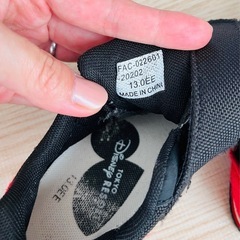 FAC-022601
-20202
13.0EE
MADE IN CHINA
TOKYO
Disney RESORT
13.0EE